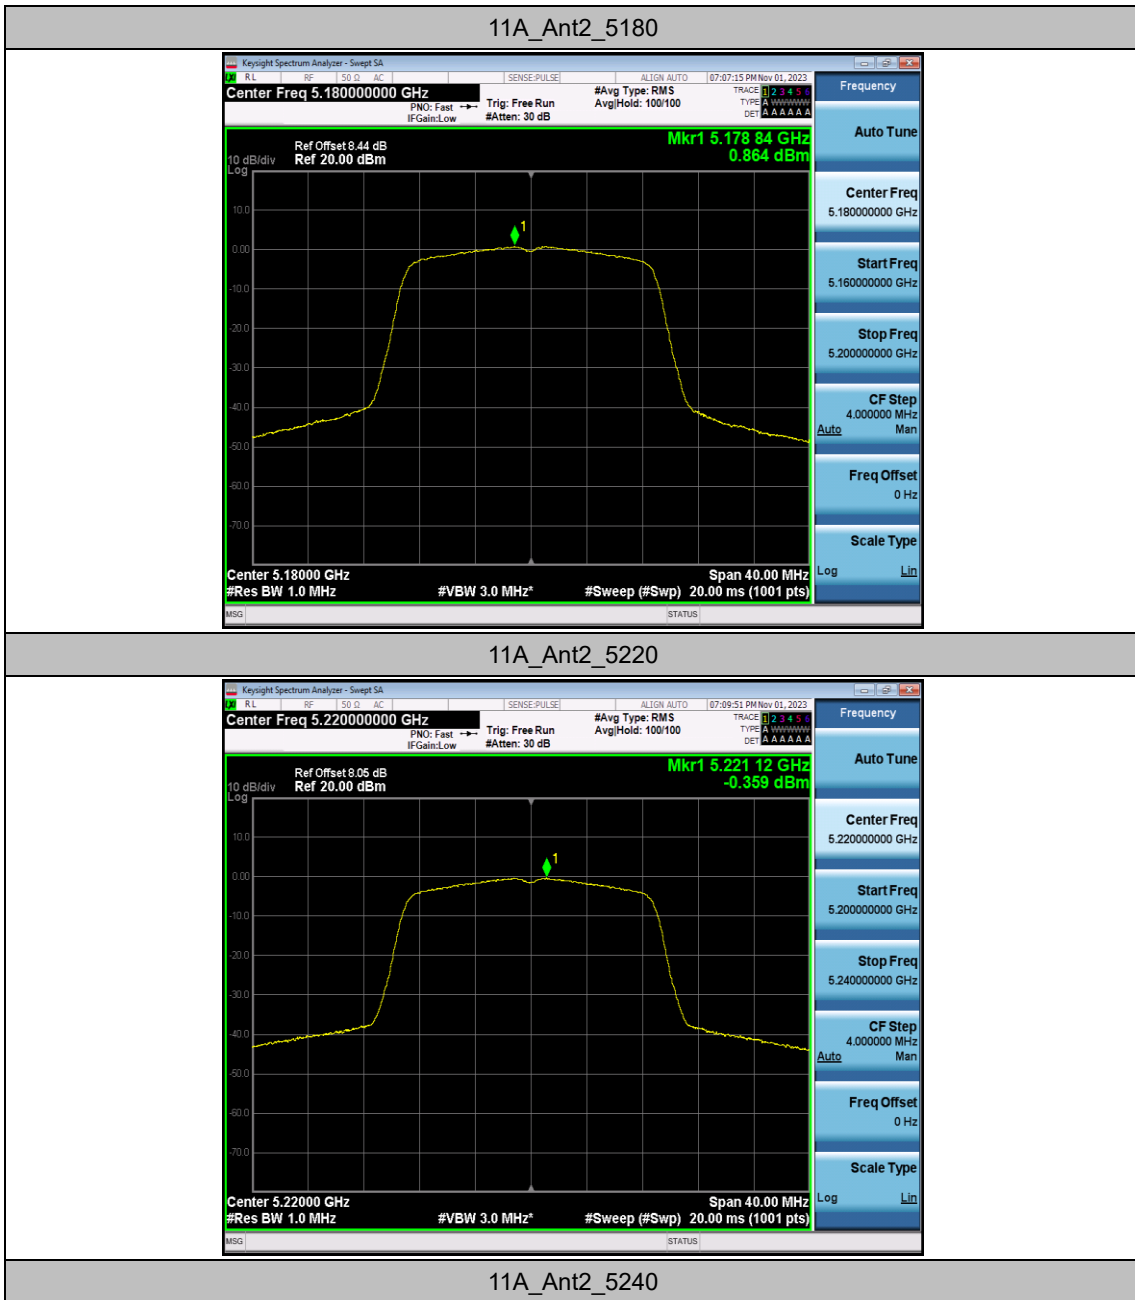 11A_Ant2_5180
Keysight Spectrum Analyzer - Swept SA
RL RF 50 Ω AC SENSE:PULSE ALIGN AUTO 07:07:15 PM Nov 01, 2023
Center Freq 5.180000000 GHz #Avg Type: RMS TRACE 1 2 3 4 5 6
PNO: Fast Trig: Free Run Avg|Hold: 100/100 TYPE A WWWWW
IFGain:Low #Atten: 30 dB DET A A A A A A
Frequency
Mkr1 5.178 84 GHz
Ref Offset 8.44 dB
10 dB/div Ref 20.00 dBm 0.864 dBm
Log
10.0
1
0.00
-10.0
-20.0
-30.0
-40.0
-50.0
-60.0
-70.0
Center 5.18000 GHz Span 40.00 MHz
#Res BW 1.0 MHz #VBW 3.0 MHz* #Sweep (#Swp) 20.00 ms (1001 pts)
MSG STATUS
Auto Tune
Center Freq
5.180000000 GHz
Start Freq
5.160000000 GHz
Stop Freq
5.200000000 GHz
CF Step
4.000000 MHz
Auto Man
Freq Offset
0 Hz
Scale Type
Log Lin
11A_Ant2_5220
Keysight Spectrum Analyzer - Swept SA
RL RF 50 Ω AC SENSE:PULSE ALIGN AUTO 07:09:51 PM Nov 01, 2023
Center Freq 5.220000000 GHz #Avg Type: RMS TRACE 1 2 3 4 5 6
PNO: Fast Trig: Free Run Avg|Hold: 100/100 TYPE A WWWWW
IFGain:Low #Atten: 30 dB DET A A A A A A
Frequency
Mkr1 5.221 12 GHz
Ref Offset 8.05 dB
10 dB/div Ref 20.00 dBm -0.359 dBm
Log
10.0
1
0.00
-10.0
-20.0
-30.0
-40.0
-50.0
-60.0
-70.0
Center 5.22000 GHz Span 40.00 MHz
#Res BW 1.0 MHz #VBW 3.0 MHz* #Sweep (#Swp) 20.00 ms (1001 pts)
MSG STATUS
Auto Tune
Center Freq
5.220000000 GHz
Start Freq
5.200000000 GHz
Stop Freq
5.240000000 GHz
CF Step
4.000000 MHz
Auto Man
Freq Offset
0 Hz
Scale Type
Log Lin
11A_Ant2_5240